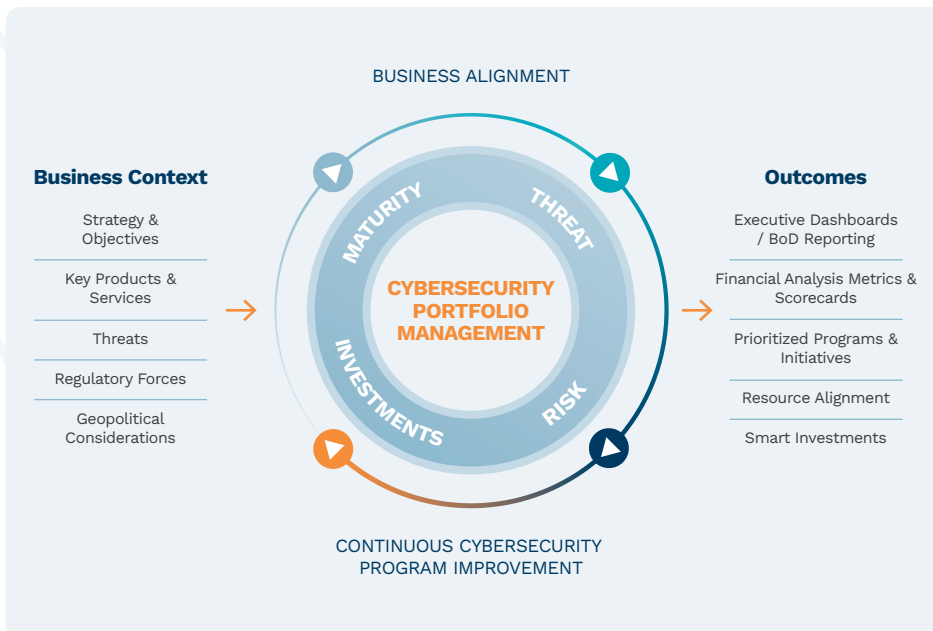 BUSINESS ALIGNMENT
Business Context
Strategy &
Objectives
Key Products &
Services
Threats
Regulatory Forces
Geopolitical
Considerations
MATURITY
THREAT
CYBERSECURITY
PORTFOLIO
MANAGEMENT
INVESTMENTS
RISK
Outcomes
Executive Dashboards
/ BoD Reporting
Financial Analysis Metrics &
Scorecards
Prioritized Programs &
Initiatives
Resource Alignment
Smart Investments
CONTINUOUS CYBERSECURITY
PROGRAM IMPROVEMENT